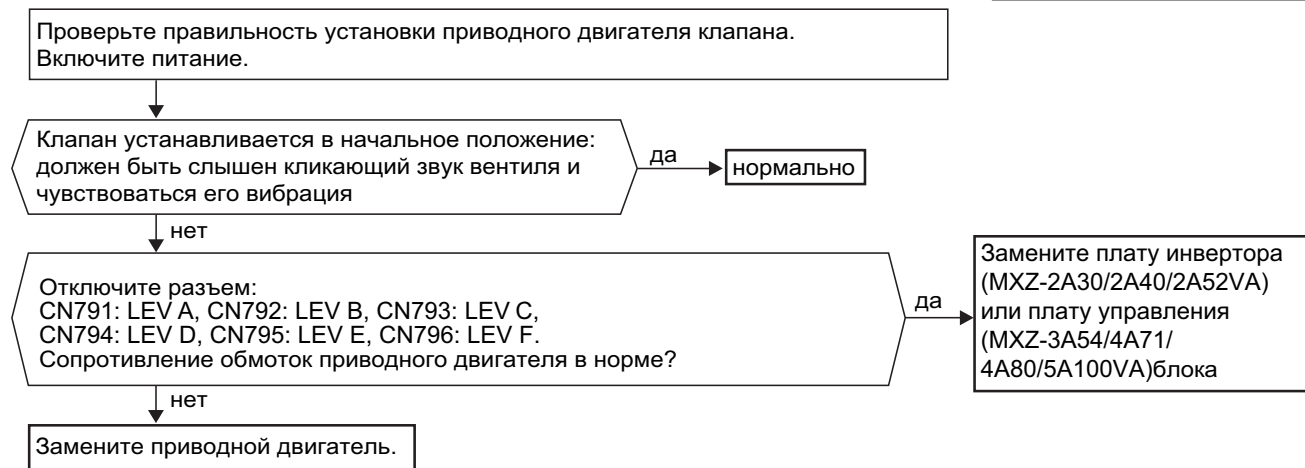 Проверьте правильность установки приводного двигателя клапана.
Включите питание.
Клапан устанавливается в начальное положение:
должен быть слышен кликающий звук вентиля и
чувствоваться его вибрация
да
нормально
нет
Отключите разъем:
CN791: LEV A, CN792: LEV B, CN793: LEV C,
CN794: LEV D, CN795: LEV E, CN796: LEV F.
Сопротивление обмоток приводного двигателя в норме?
да
Замените плату инвертора
(MXZ-2A30/2A40/2A52VA)
или плату управления
(MXZ-3A54/4A71/
4A80/5A100VA)блока
нет
Замените приводной двигатель.